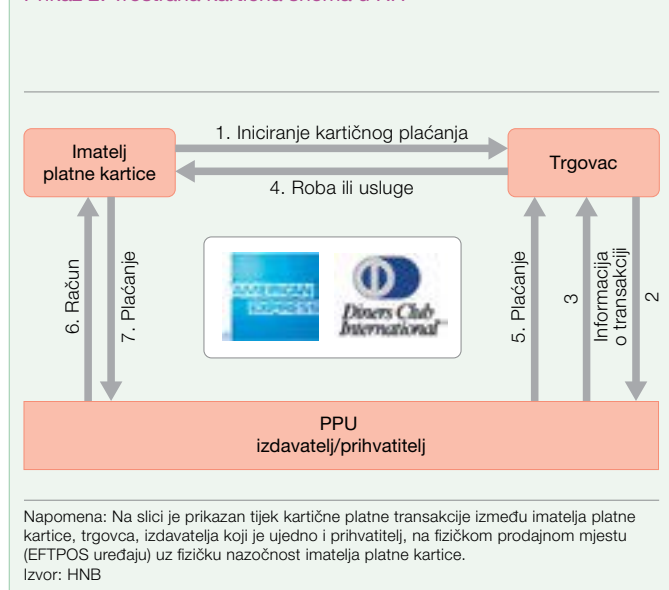 1. Iniciranje kartičnog plaćanja
Imatelj
platne kartice
Trgovac
4. Roba ili usluge
6. Račun
7. Plaćanje
AMERICAN
EXPRESS
Diners Club
International
5. Plaćanje
3
Informacija
o transakciji
2
PPU
izdavatelj/prihvatitelj
Napomena: Na slici je prikazan tijek kartične platne transakcije između imatelja platne
kartice, trgovca, izdavatelja koji je ujedno i prihvatitelj, na fizičkom prodajnom mjestu
(EFTPOS uređaju) uz fizičku nazočnost imatelja platne kartice.
Izvor: HNB